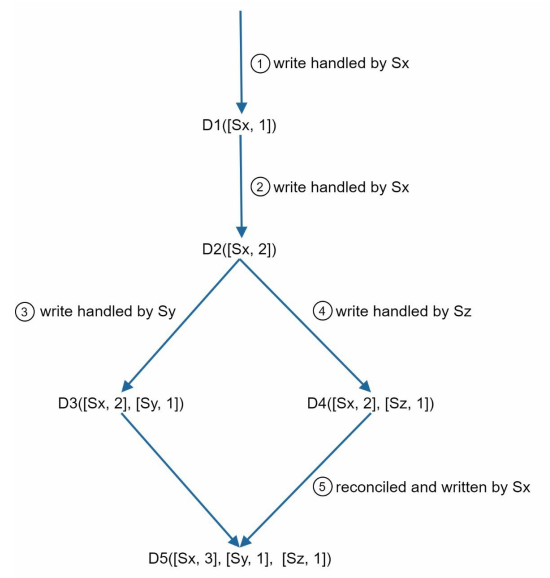 ① write handled by Sx
D1([Sx, 1])
② write handled by Sx
D2([Sx, 2])
③ write handled by Sy
④ write handled by Sz
D3([Sx, 2], [Sy, 1])
D4([Sx, 2], [Sz, 1])
⑤ reconciled and written by Sx
D5([Sx, 3], [Sy, 1], [Sz, 1])